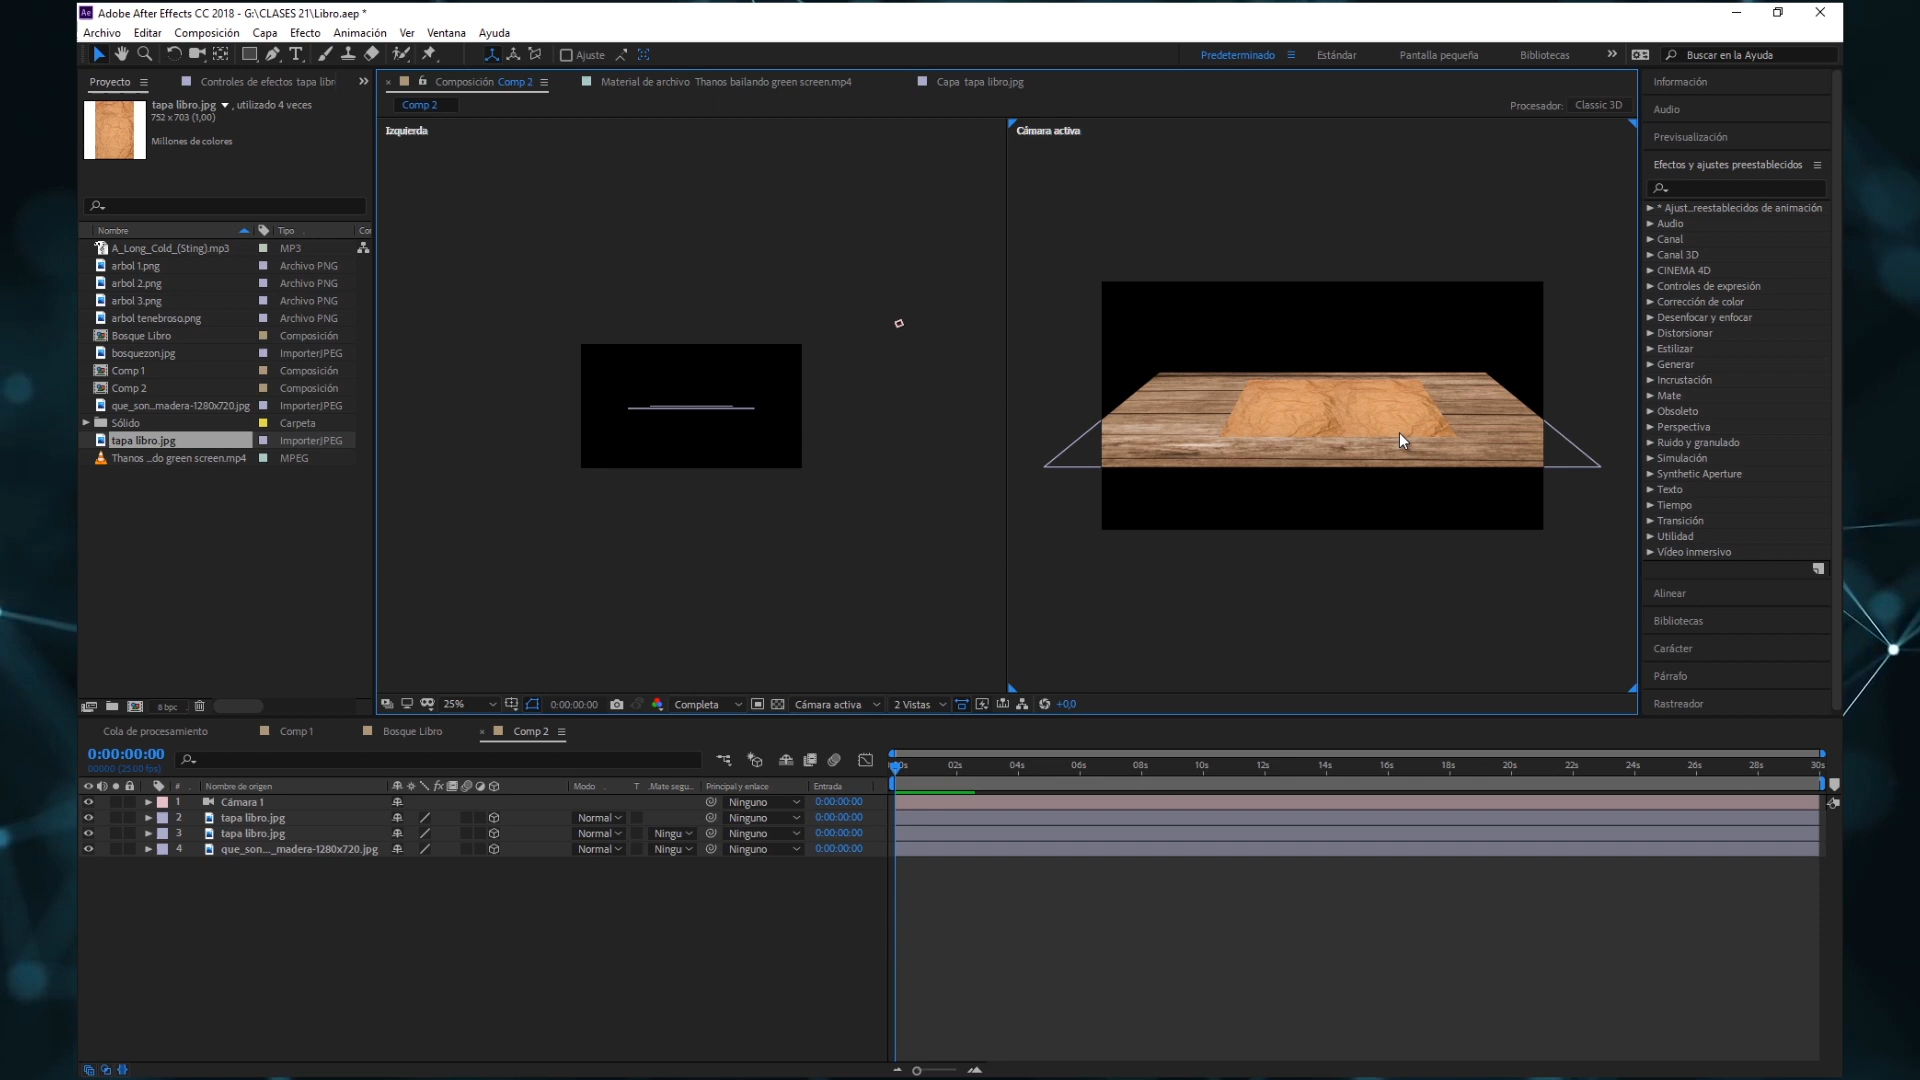 Adobe After Effects CC 2018 - G:\CLASES 21\Libro.aep *
Archivo Editar Composición Capa Efecto Animación Ver Ventana Ayuda
Ajuste
Predeterminado Estándar Pantalla pequeña Bibliotecas Buscar en la Ayuda
Proyecto Controles de efectos tapa libr
Composición Comp 2 Material de archivo Thanos bailando green screen.mp4 Capa tapa libro.jpg
tapa libro.jpg , utilizado 4 veces
752 x 703 (1,00)
Millones de colores
Comp 2
Procesador: Classic 3D
Izquierda
Cámara activa
Nombre Tipo
A_Long_Cold_(Sting).mp3 MP3
arbol 1.png Archivo PNG
arbol 2.png Archivo PNG
arbol 3.png Archivo PNG
arbol tenebroso.png Archivo PNG
Bosque Libro Composición
bosquezon.jpg ImporterJPEG
Comp 1 Composición
Comp 2 Composición
que_son...madera-1280x720.jpg ImporterJPEG
Sólido Carpeta
tapa libro.jpg ImporterJPEG
Thanos ...do green screen.mp4 MPEG
8 bpc
25% 0:00:00:00 Completa Cámara activa 2 Vistas +0,0
Información
Audio
Previsualización
Efectos y ajustes preestablecidos
* Ajust...reestablecidos de animación
Audio
Canal
Canal 3D
CINEMA 4D
Controles de expresión
Corrección de color
Desenfocar y enfocar
Distorsionar
Estilizar
Generar
Incrustación
Mate
Obsoleto
Perspectiva
Ruido y granulado
Simulación
Synthetic Aperture
Texto
Tiempo
Transición
Utilidad
Vídeo inmersivo
Alinear
Bibliotecas
Carácter
Párrafo
Rastreador
Cola de procesamiento Comp 1 Bosque Libro Comp 2
0:00:00:00
00000 (25.00 fps)
02s 04s 06s 08s 10s 12s 14s 16s 18s 20s 22s 24s 26s 28s 30s
# Nombre de origen fx Modo T .Mate segu... Principal y enlace Entrada
1 Cámara 1 Ninguno 0:00:00:00
2 tapa libro.jpg Normal Ninguno 0:00:00:00
3 tapa libro.jpg Normal Ningu Ninguno 0:00:00:00
4 que_son..._madera-1280x720.jpg Normal Ningu Ninguno 0:00:00:00